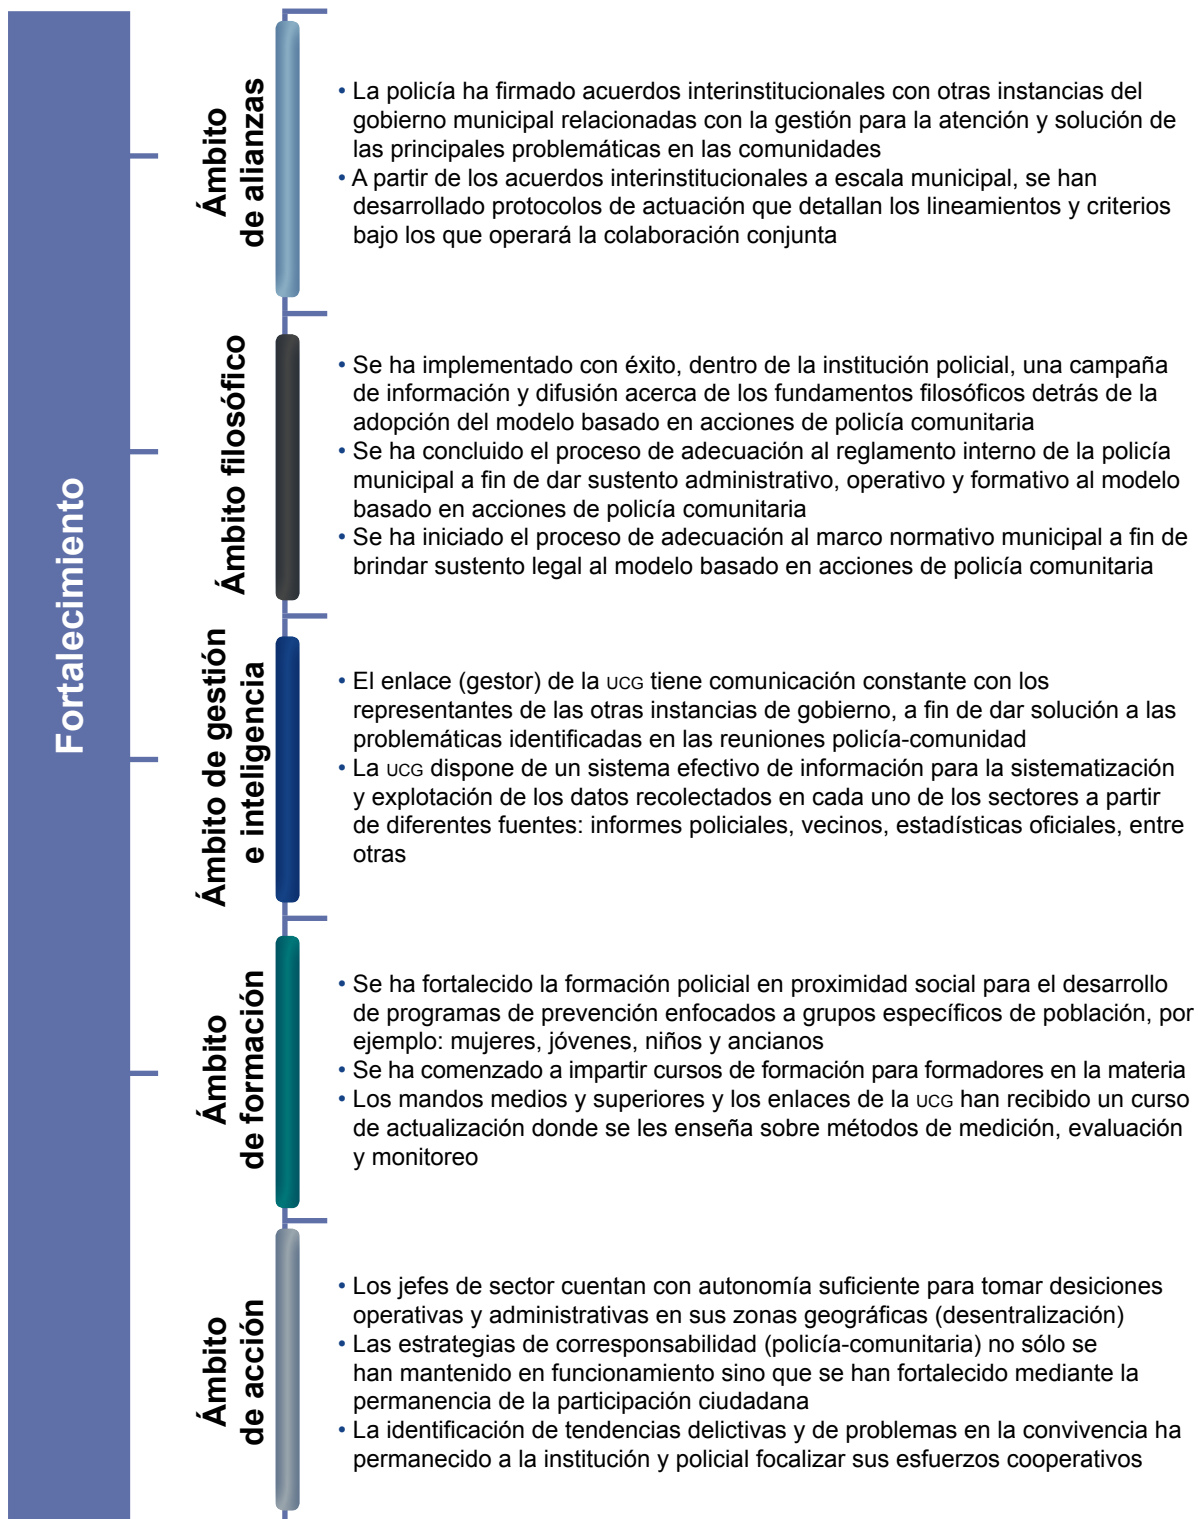 Fortalecimiento
Ámbito
de alianzas
• La policía ha firmado acuerdos interinstitucionales con otras instancias del
gobierno municipal relacionadas con la gestión para la atención y solución de
las principales problemáticas en las comunidades
• A partir de los acuerdos interinstitucionales a escala municipal, se han
desarrollado protocolos de actuación que detallan los lineamientos y criterios
bajo los que operará la colaboración conjunta
Ámbito filosófico
• Se ha implementado con éxito, dentro de la institución policial, una campaña
de información y difusión acerca de los fundamentos filosóficos detrás de la
adopción del modelo basado en acciones de policía comunitaria
• Se ha concluido el proceso de adecuación al reglamento interno de la policía
municipal a fin de dar sustento administrativo, operativo y formativo al modelo
basado en acciones de policía comunitaria
• Se ha iniciado el proceso de adecuación al marco normativo municipal a fin de
brindar sustento legal al modelo basado en acciones de policía comunitaria
Ámbito de gestión
e inteligencia
• El enlace (gestor) de la UCG tiene comunicación constante con los
representantes de las otras instancias de gobierno, a fin de dar solución a las
problemáticas identificadas en las reuniones policía-comunidad
• La UCG dispone de un sistema efectivo de información para la sistematización
y explotación de los datos recolectados en cada uno de los sectores a partir
de diferentes fuentes: informes policiales, vecinos, estadísticas oficiales, entre
otras
Ámbito
de formación
• Se ha fortalecido la formación policial en proximidad social para el desarrollo
de programas de prevención enfocados a grupos específicos de población, por
ejemplo: mujeres, jóvenes, niños y ancianos
• Se ha comenzado a impartir cursos de formación para formadores en la materia
• Los mandos medios y superiores y los enlaces de la UCG han recibido un curso
de actualización donde se les enseña sobre métodos de medición, evaluación
y monitoreo
Ámbito
de acción
• Los jefes de sector cuentan con autonomía suficiente para tomar desiciones
operativas y administrativas en sus zonas geográficas (desentralización)
• Las estrategias de corresponsabilidad (policía-comunitaria) no sólo se
han mantenido en funcionamiento sino que se han fortalecido mediante la
permanencia de la participación ciudadana
• La identificación de tendencias delictivas y de problemas en la convivencia ha
permanecido a la institución y policial focalizar sus esfuerzos cooperativos